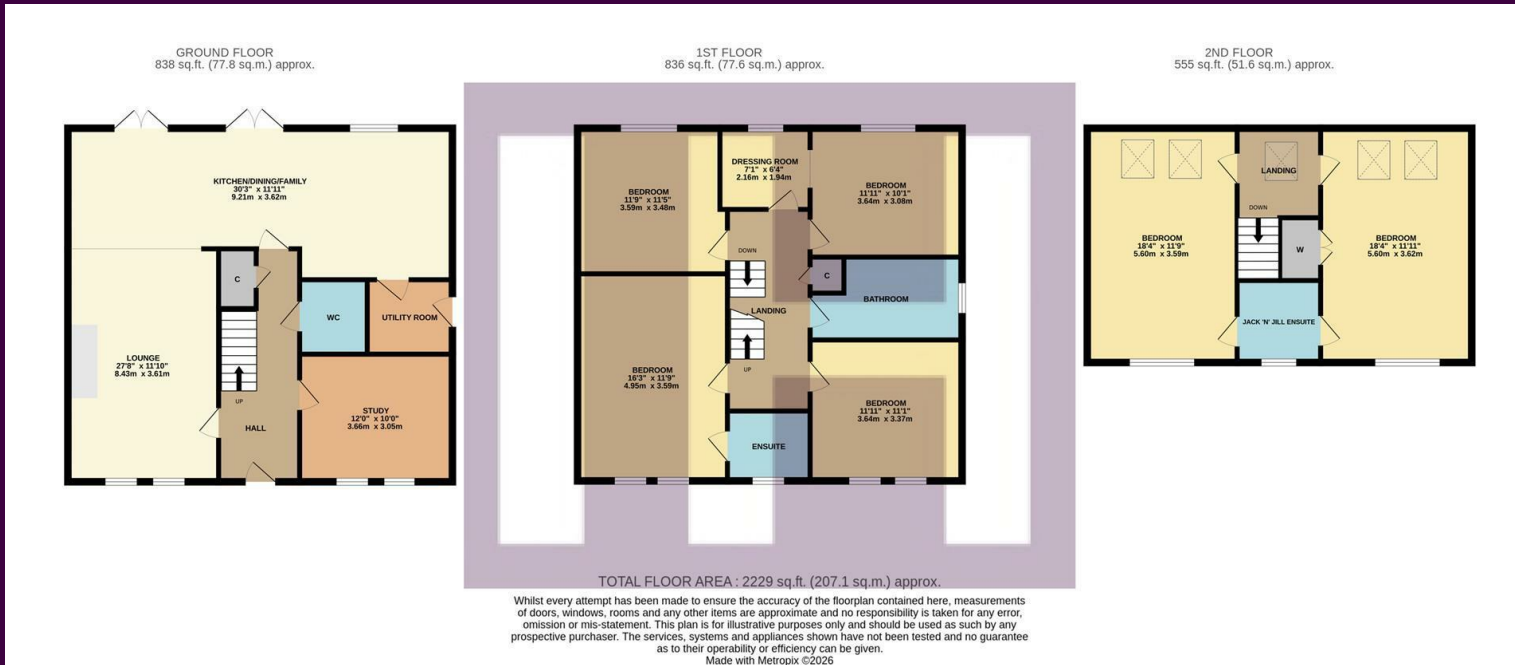 GROUND FLOOR
838 sq.ft. (77.8 sq.m.) approx.
KITCHEN/DINING/FAMILY
30'3" x 11'11"
9.21m x 3.62m
C
WC
UTILITY ROOM
LOUNGE
27'8" x 11'10"
8.43m x 3.61m
UP
HALL
STUDY
12'0" x 10'0"
3.66m x 3.05m
1ST FLOOR
836 sq.ft. (77.6 sq.m.) approx.
BEDROOM
11'9" x 11'5"
3.59m x 3.48m
DRESSING ROOM
7'1" x 6'4"
2.16m x 1.94m
BEDROOM
11'11" x 10'1"
3.64m x 3.08m
DOWN
C
BATHROOM
LANDING
BEDROOM
16'3" x 11'9"
4.95m x 3.59m
UP
BEDROOM
11'11" x 11'1"
3.64m x 3.37m
ENSUITE
2ND FLOOR
555 sq.ft. (51.6 sq.m.) approx.
LANDING
DOWN
BEDROOM
18'4" x 11'9"
5.60m x 3.59m
W
BEDROOM
18'4" x 11'11"
5.60m x 3.62m
JACK 'N' JILL ENSUITE
TOTAL FLOOR AREA : 2229 sq.ft. (207.1 sq.m.) approx.
Whilst every attempt has been made to ensure the accuracy of the floorplan contained here, measurements
of doors, windows, rooms and any other items are approximate and no responsibility is taken for any error,
omission or mis-statement. This plan is for illustrative purposes only and should be used as such by any
prospective purchaser. The services, systems and appliances shown have not been tested and no guarantee
as to their operability or efficiency can be given.
Made with Metropix ©2026